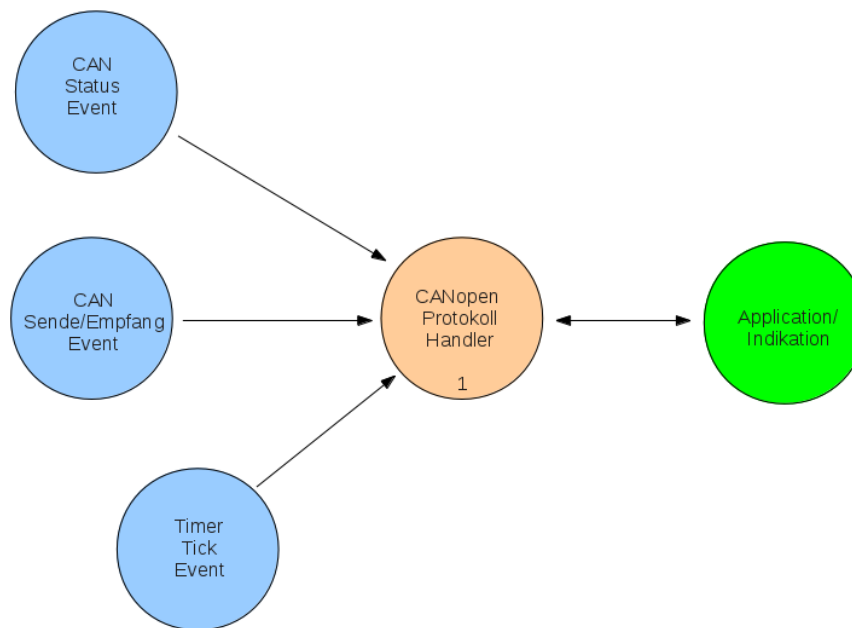 CAN
Status
Event
CAN
Sende/Empfang
Event
CANopen
Protokoll
Handler
1
Application/
Indikation
Timer
Tick
Event